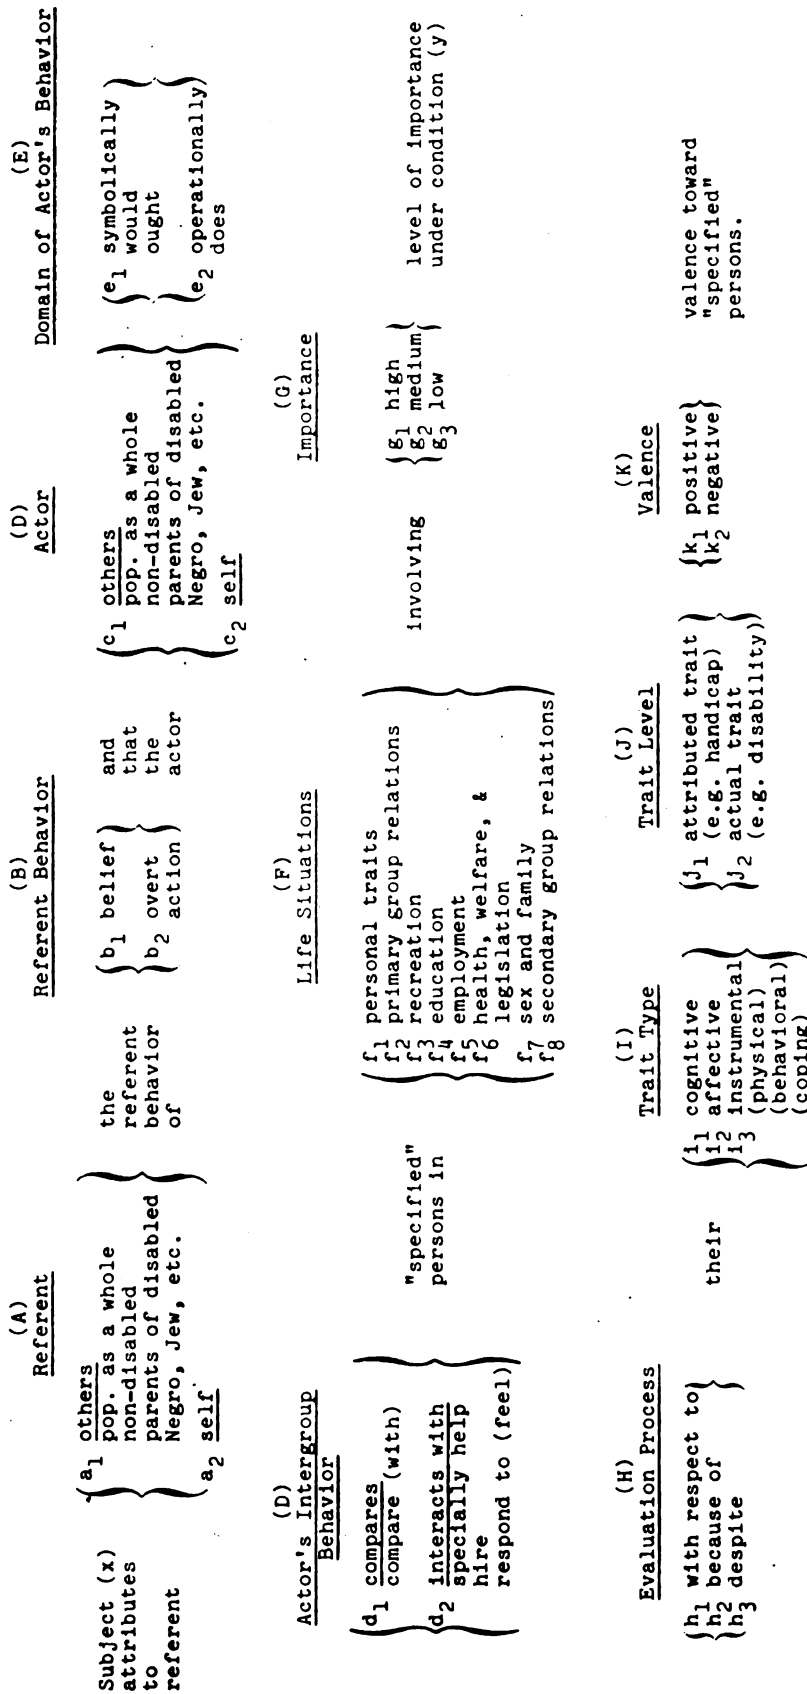 (A)
Referent
Subject (x)
attributes
to
referent
a1 others
pop. as a whole
non-disabled
parents of disabled
Negro, Jew, etc.
a2 self
the
referent
behavior
of
(B)
Referent Behavior
b1 belief
b2 overt
action
and
that
the
actor
(D)
Actor
c1 others
pop. as a whole
non-disabled
parents of disabled
Negro, Jew, etc.
c2 self
(E)
Domain of Actor's Behavior
e1 symbolically
would
ought
e2 operationally
does
(D)
Actor's Intergroup
Behavior
d1 compares
compare (with)
d2 interacts with
specially help
hire
respond to (feel)
"specified"
persons in
(F)
Life Situations
f1 personal traits
f2 primary group relations
f3 recreation
f4 education
f5 employment
f6 health, welfare, &
legislation
f7 sex and family
f8 secondary group relations
involving
(G)
Importance
g1 high
g2 medium
g3 low
level of importance
under condition (y)
(H)
Evaluation Process
h1 with respect to
h2 because of
h3 despite
their
(I)
Trait Type
i1 cognitive
i2 affective
i3 instrumental
(physical)
(behavioral)
(coping)
(J)
Trait Level
j1 attributed trait
(e.g. handicap)
j2 actual trait
(e.g. disability)
(K)
Valence
k1 positive
k2 negative
valence toward
"specified"
persons.